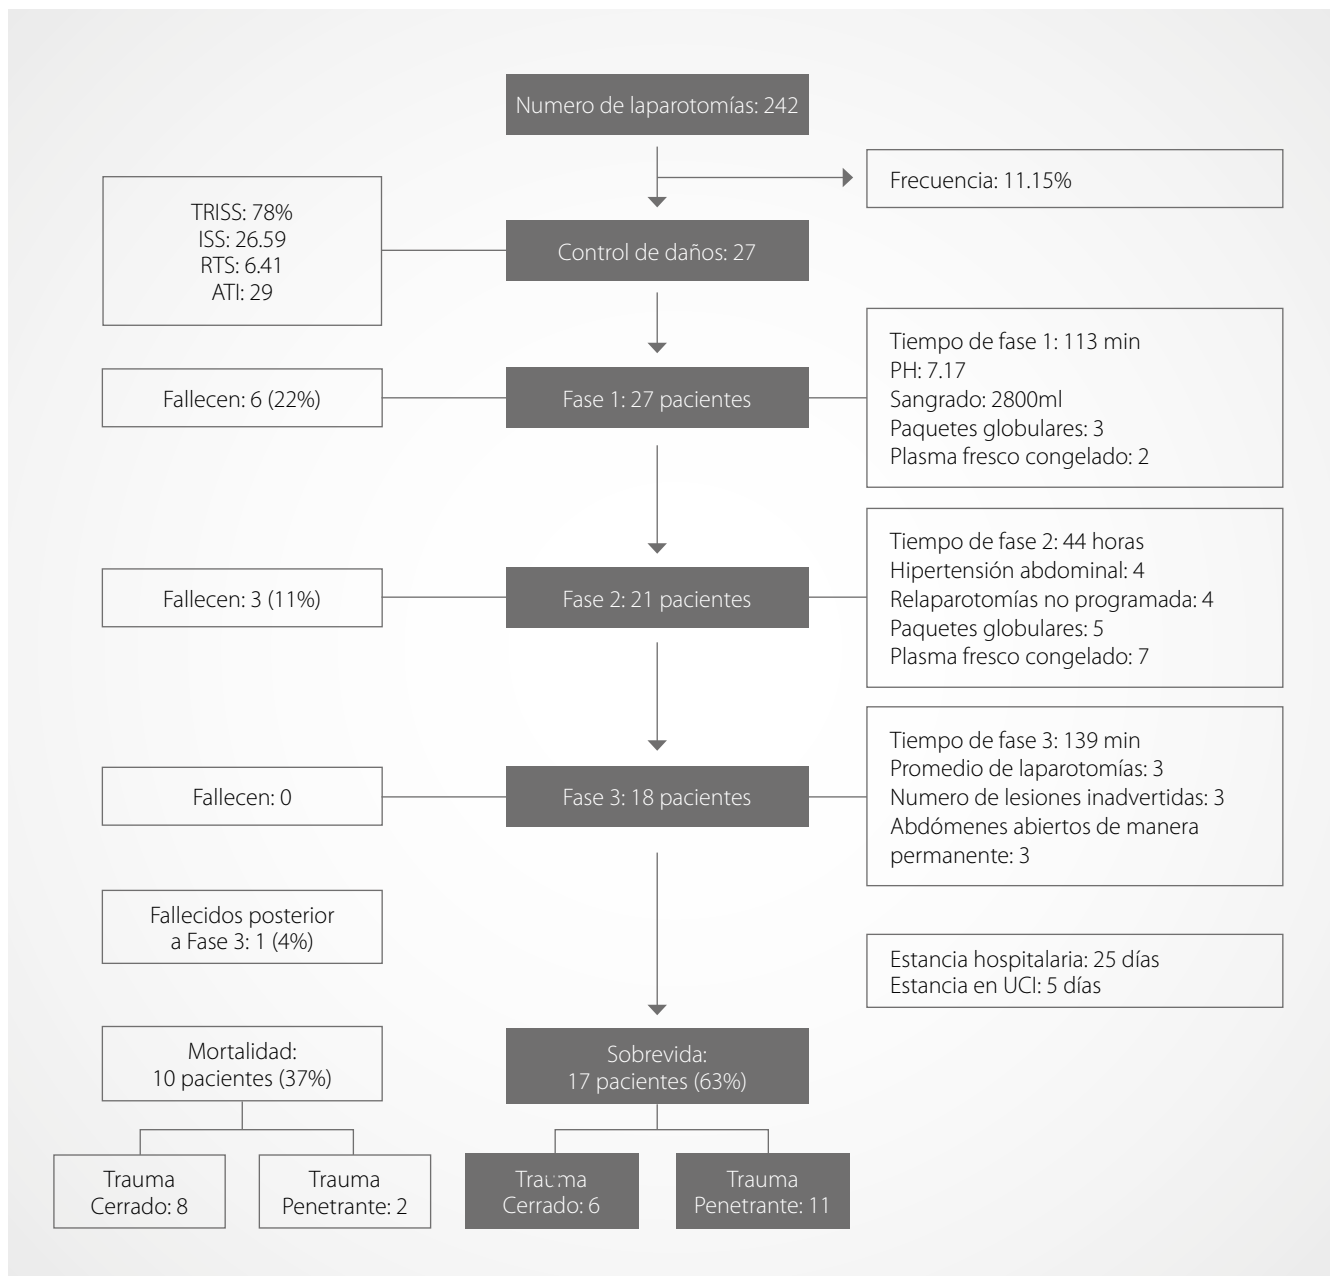 Numero de laparotomías: 242
Frecuencia: 11.15%
TRISS: 78%
ISS: 26.59
RTS: 6.41
ATI: 29
Control de daños: 27
Fallecen: 6 (22%)
Fase 1: 27 pacientes
Tiempo de fase 1: 113 min
PH: 7.17
Sangrado: 2800ml
Paquetes globulares: 3
Plasma fresco congelado: 2
Fallecen: 3 (11%)
Fase 2: 21 pacientes
Tiempo de fase 2: 44 horas
Hipertensión abdominal: 4
Relaparotomías no programada: 4
Paquetes globulares: 5
Plasma fresco congelado: 7
Fallecen: 0
Fase 3: 18 pacientes
Tiempo de fase 3: 139 min
Promedio de laparotomías: 3
Numero de lesiones inadvertidas: 3
Abdómenes abiertos de manera
permanente: 3
Fallecidos posterior
a Fase 3: 1 (4%)
Estancia hospitalaria: 25 días
Estancia en UCI: 5 días
Mortalidad:
10 pacientes (37%)
Sobrevida:
17 pacientes (63%)
Trauma
Cerrado: 8
Trauma
Penetrante: 2
Trauma
Cerrado: 6
Trauma
Penetrante: 11